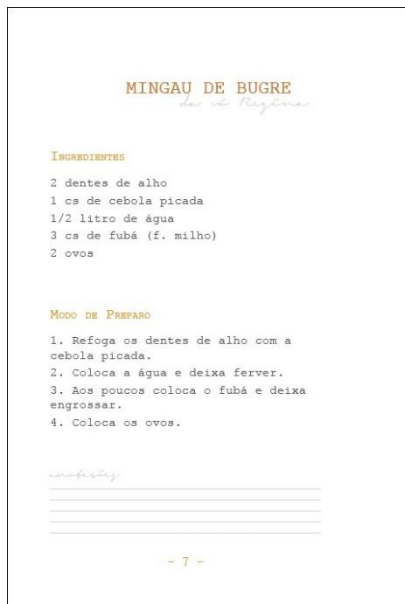 MINGAU DE BUGRE
da vó Regina
INGREDIENTES
2 dentes de alho
1 cs de cebola picada
1/2 litro de água
3 cs de fubá (f. milho)
2 ovos
MODO DE PREPARO
1. Refoga os dentes de alho com a
cebola picada.
2. Coloca a água e deixa ferver.
3. Aos poucos coloca o fubá e deixa
engrossar.
4. Coloca os ovos.
anotações
- 7 -